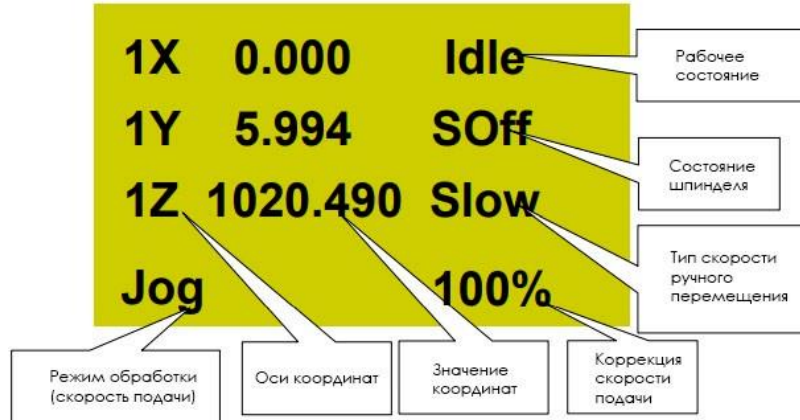 1X 0.000 Idle
1Y 5.994 SOff
1Z 1020.490 Slow
Jog 100%
Рабочее
состояние
Состояние
шпинделя
Тип скорости
ручного
перемещения
Режим обработки
(скорость подачи)
Оси координат
Значение
координат
Коррекция
скорости
подачи